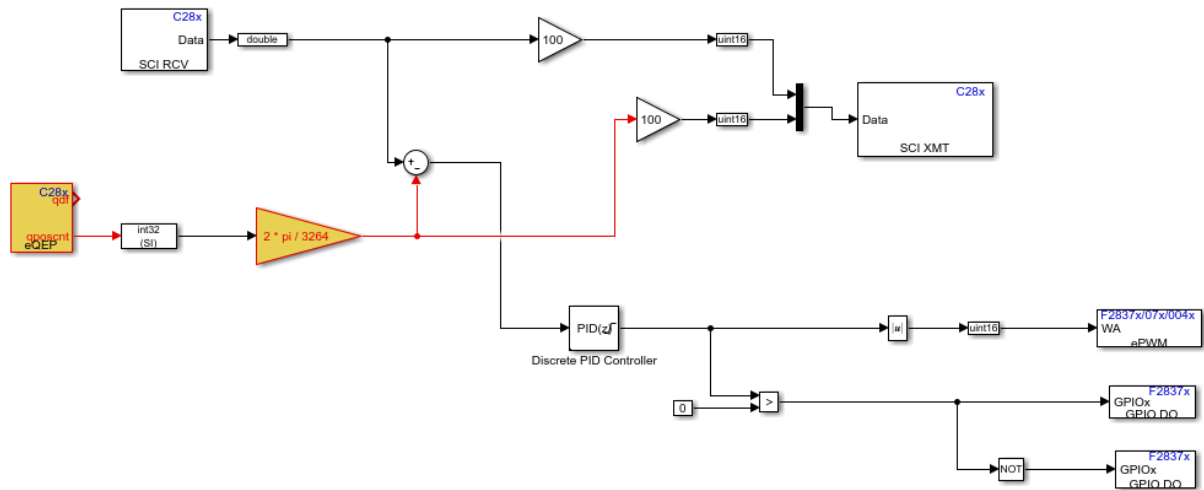 C28x
Data
SCI RCV
double
100
uint16
C28x
Data
SCI XMT
100
uint16
+
−
C28x
qdf
qposcnt
eQEP
int32
(SI)
2 * pi / 3264
PID(z)
Discrete PID Controller
|u|
uint16
F2837x/07x/004x
WA
ePWM
0
>
F2837x
GPIOx
GPIO DO
NOT
F2837x
GPIOx
GPIO DO